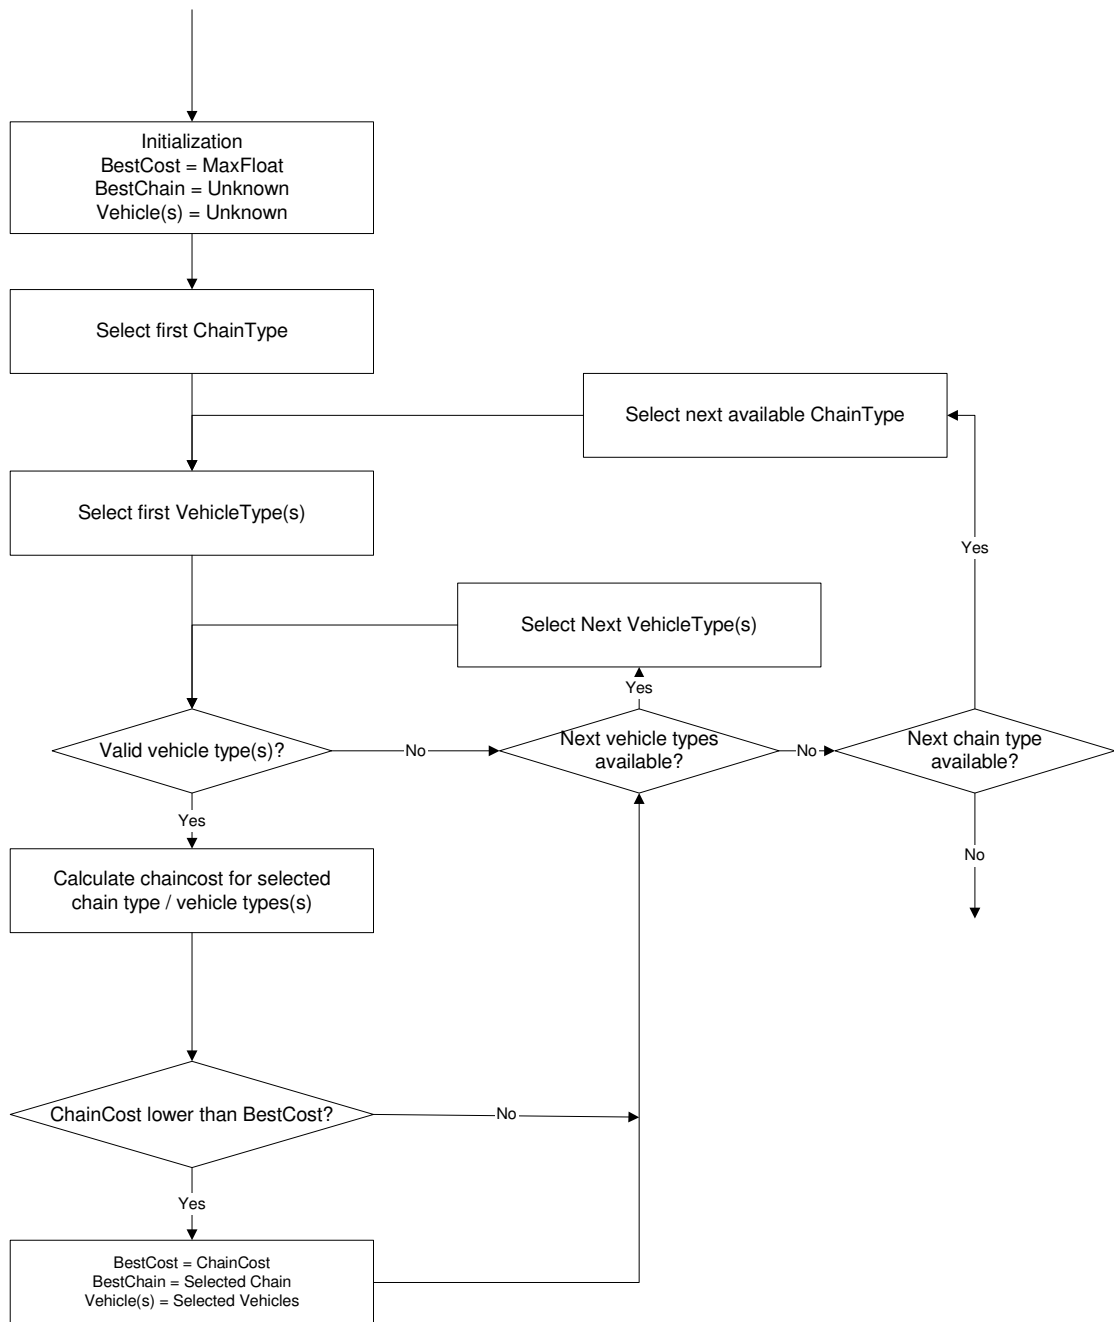 Initialization
BestCost = MaxFloat
BestChain = Unknown
Vehicle(s) = Unknown
Select first ChainType
Select next available ChainType
Select first VehicleType(s)
Yes
Select Next VehicleType(s)
Yes
Valid vehicle type(s)?
No
Next vehicle types
available?
No
Next chain type
available?
Yes
No
Calculate chaincost for selected
chain type / vehicle types(s)
ChainCost lower than BestCost?
No
Yes
BestCost = ChainCost
BestChain = Selected Chain
Vehicle(s) = Selected Vehicles